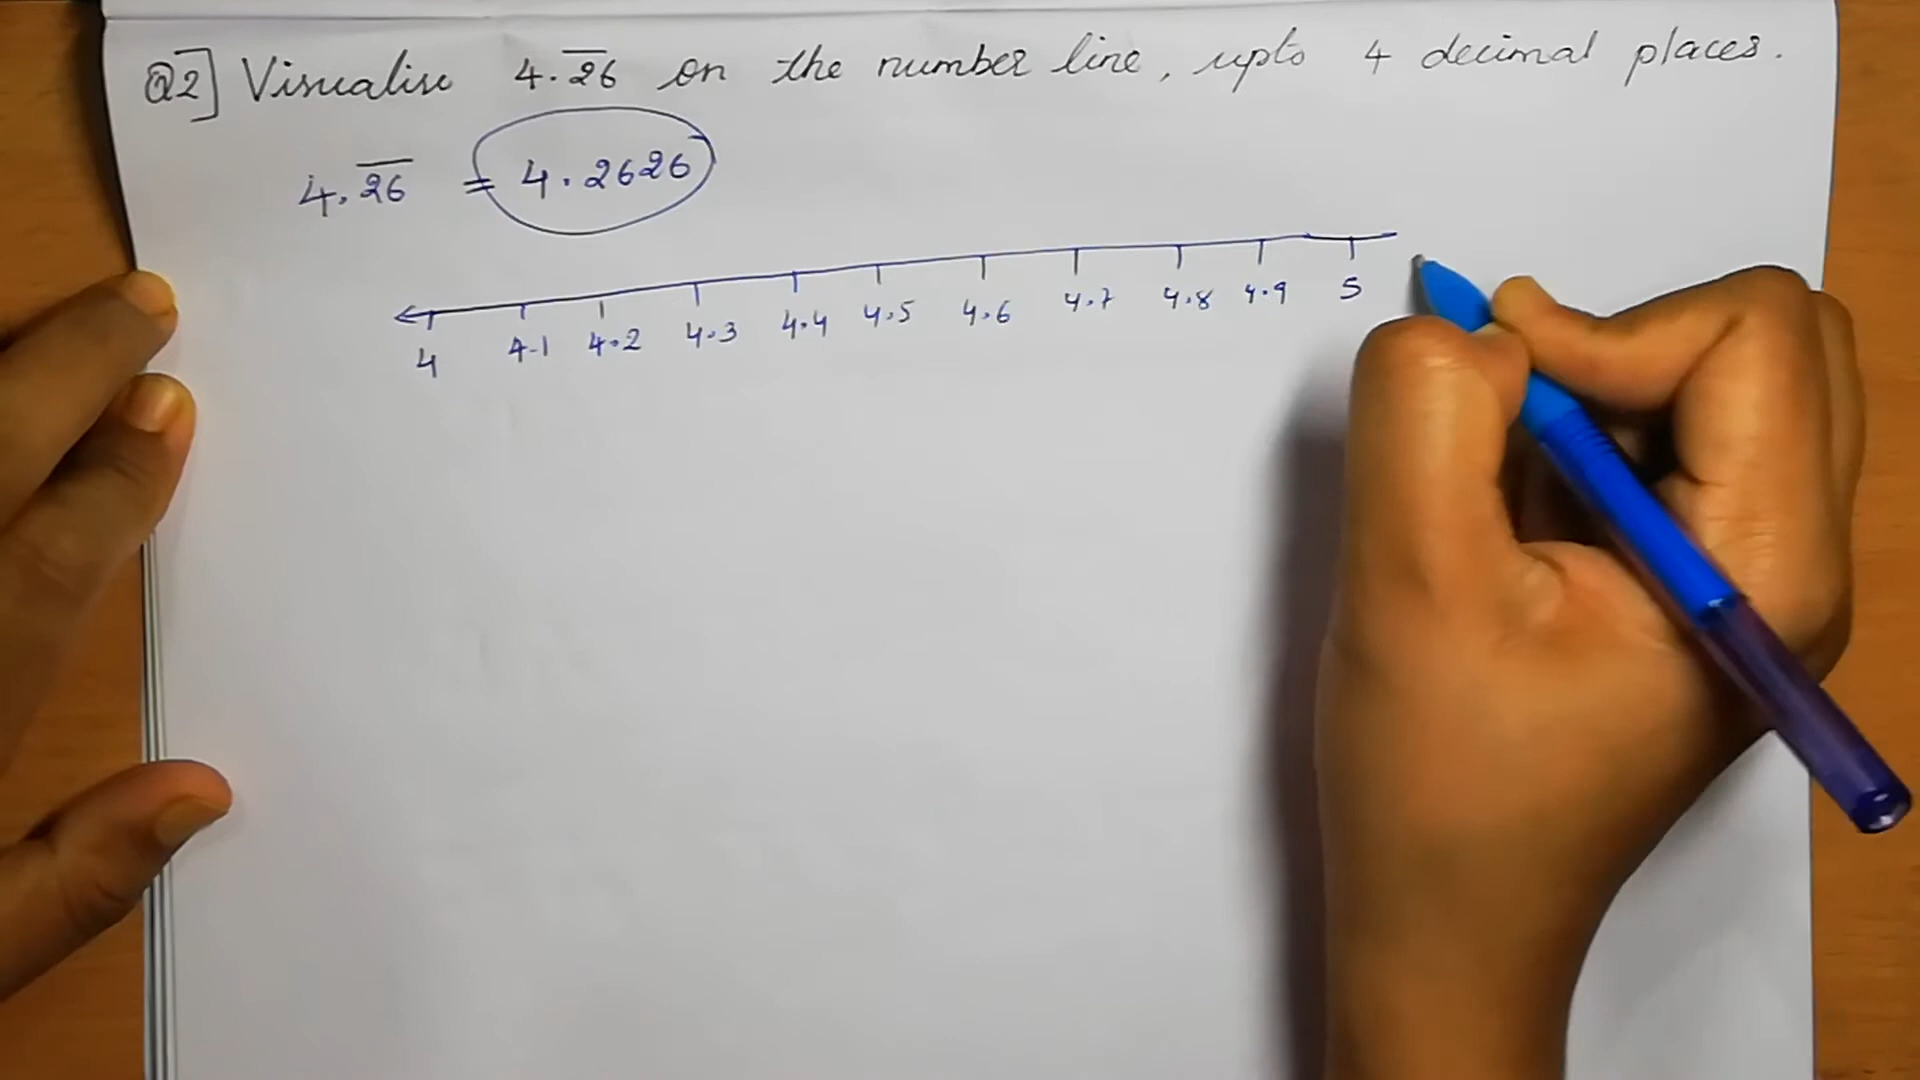 Q2] Visualise 4.2̅6̅ on the number line, upto 4 decimal places.
4.2̅6̅ = 4.2626
4 4.1 4.2 4.3 4.4 4.5 4.6 4.7 4.8 4.9 5